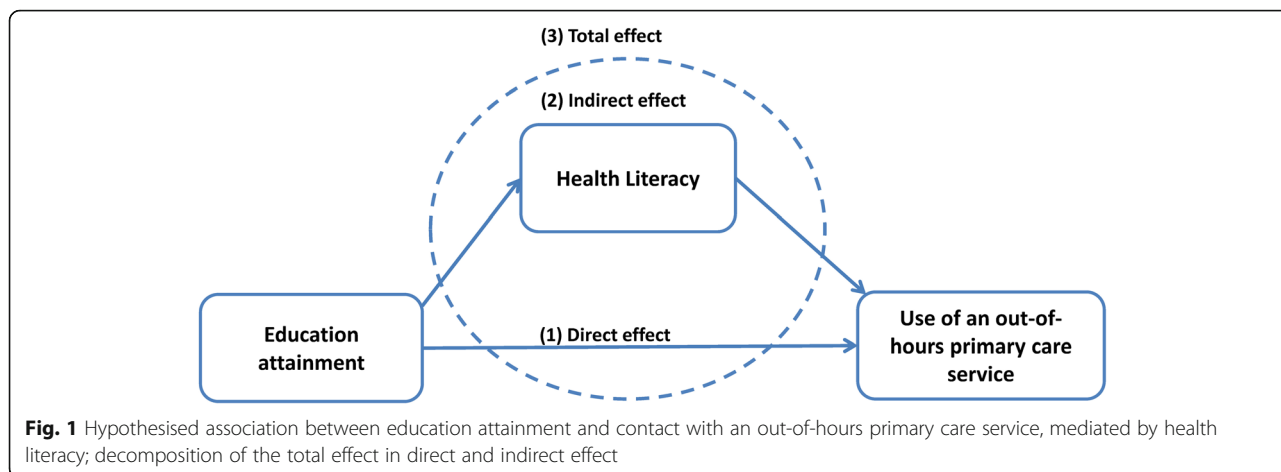 (3) Total effect
(2) Indirect effect
Health Literacy
(1) Direct effect
Education
attainment
Use of an out-of-
hours primary care
service
Fig. 1 Hypothesised association between education attainment and contact with an out-of-hours primary care service, mediated by health
literacy; decomposition of the total effect in direct and indirect effect